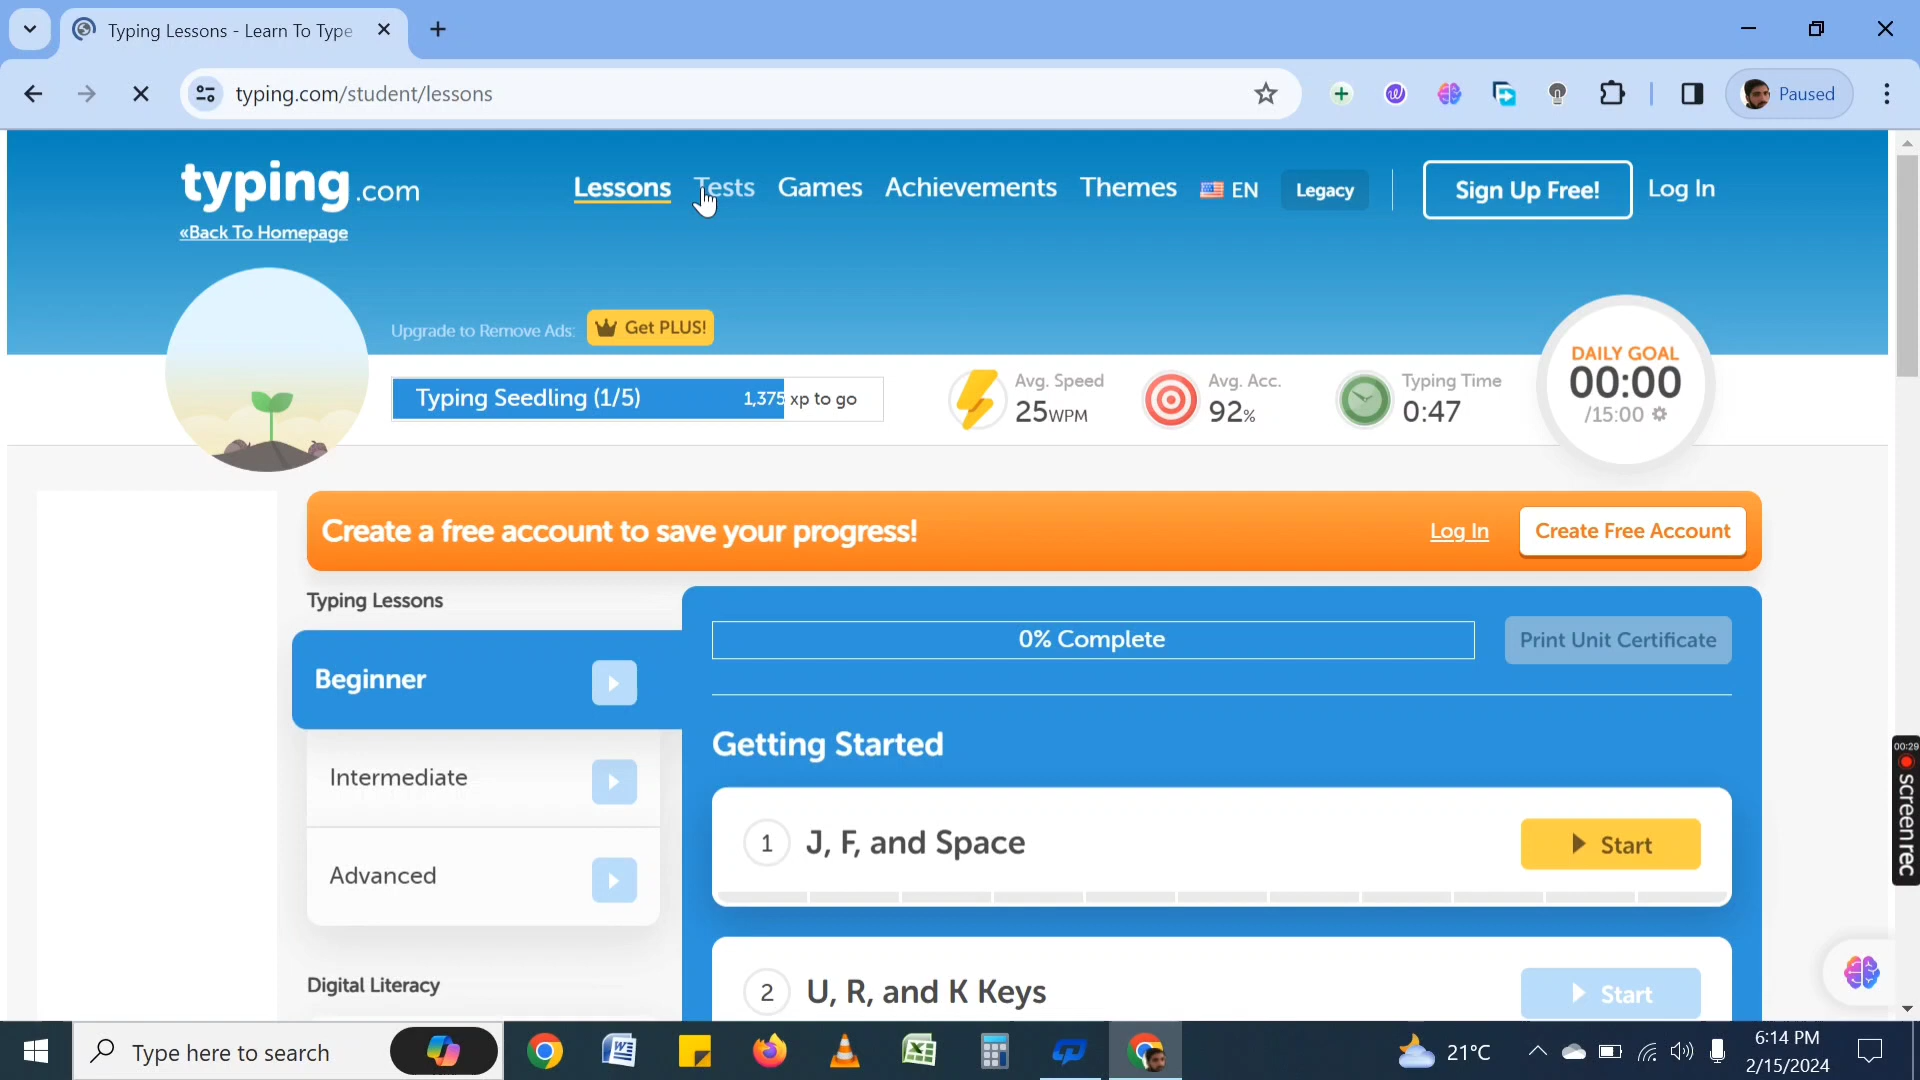 Typing Lessons - Learn To Type
typing.com/student/lessons
Paused
typing.com
Lessons
Tests
Games
Achievements
Themes
EN
Legacy
Sign Up Free!
Log In
«Back To Homepage
Upgrade to Remove Ads:
Get PLUS!
Typing Seedling (1/5)
1,375 xp to go
Avg. Speed
25WPM
Avg. Acc.
92%
Typing Time
0:47
DAILY GOAL
00:00
/15:00
Create a free account to save your progress!
Log In
Create Free Account
Typing Lessons
Beginner
Intermediate
Advanced
Digital Literacy
0% Complete
Print Unit Certificate
Getting Started
1
J, F, and Space
Start
2
U, R, and K Keys
Start
00:29
screenrec
Type here to search
21°C
6:14 PM
2/15/2024